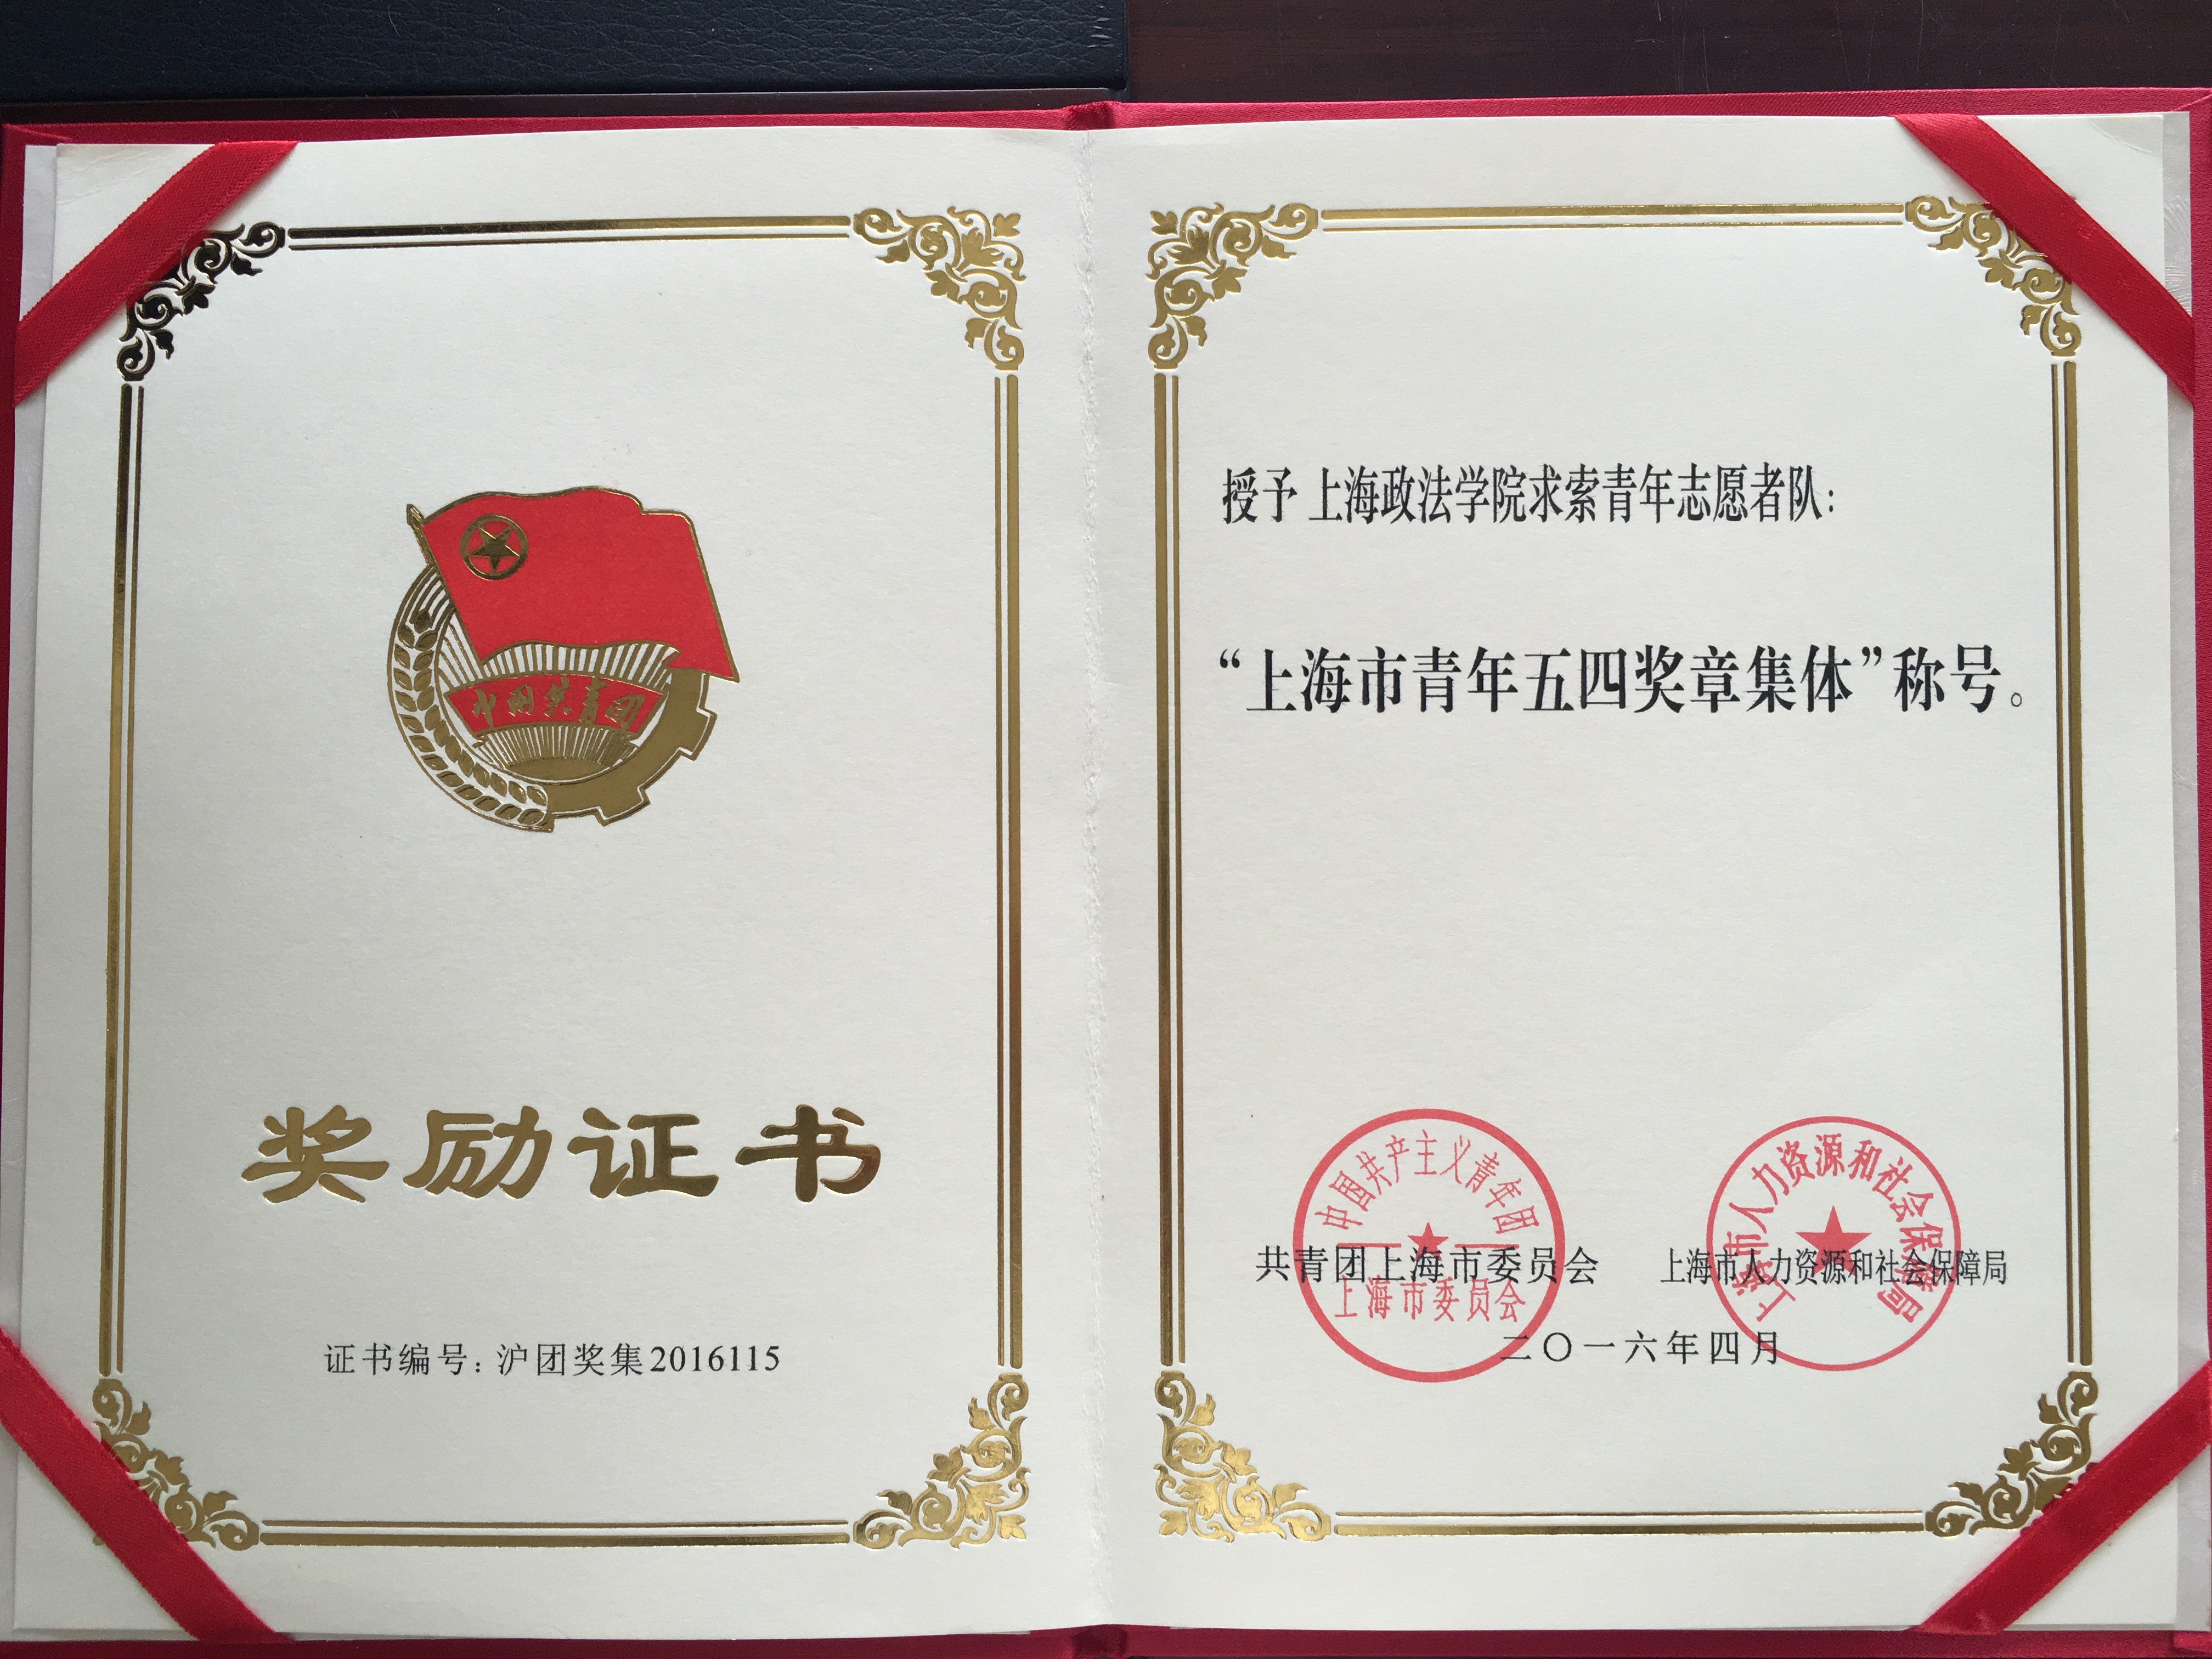 中国共青团
奖励证书
证书编号：沪团奖集2016115
授予 上海政法学院求索青年志愿者队：
“上海市青年五四奖章集体”称号。
中国共产主义青年团
上海市委员会
上海市人力资源和社会保障局
共青团上海市委员会 上海市人力资源和社会保障局
二〇一六年四月